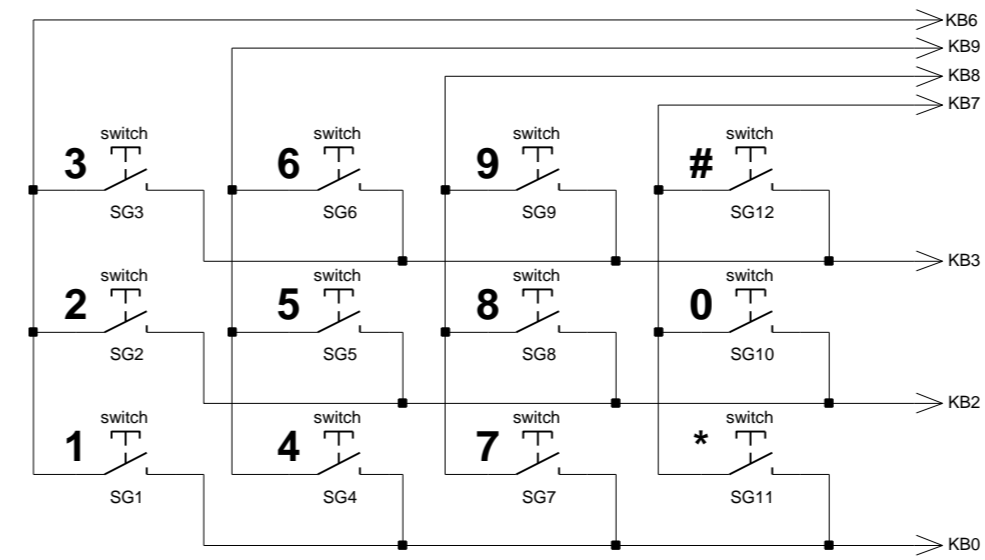 KB6
KB9
KB8
KB7
switch switch switch switch
3 6 9 #
SG3 SG6 SG9 SG12
KB3
switch switch switch switch
2 5 8 0
SG2 SG5 SG8 SG10
KB2
switch switch switch switch
1 4 7 *
SG1 SG4 SG7 SG11
KB0